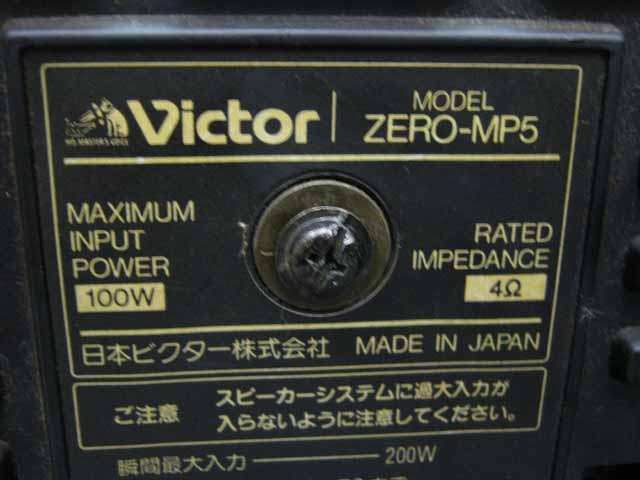 HIS MASTER'S VOICE
Victor
MODEL
ZERO-MP5
MAXIMUM
INPUT
POWER
100W
RATED
IMPEDANCE
4Ω
日本ビクター株式会社 MADE IN JAPAN
ご注意
スピーカーシステムに過大入力が
入らないように注意してください。
瞬間最大入力 200W